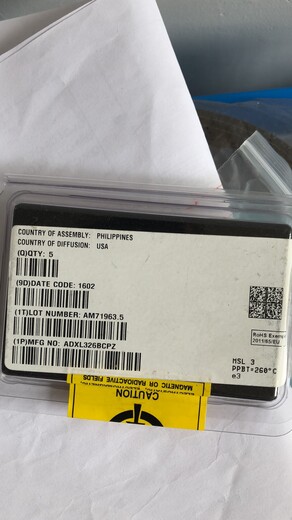 COUNTRY OF ASSEMBLY: PHILIPPINES
COUNTRY OF DIFFUSION: USA
(Q)QTY: 5
(9D)DATE CODE: 1602
(1T)LOT NUMBER: AM71963.5
(1P)MFG NO: ADXL326BCPZ
RoHS Exempt
2011/65/EU
MSL 3
PPBT=260°C
e3
MAGNETIC OR RADIOACTIVE FIELDS
CAUTION